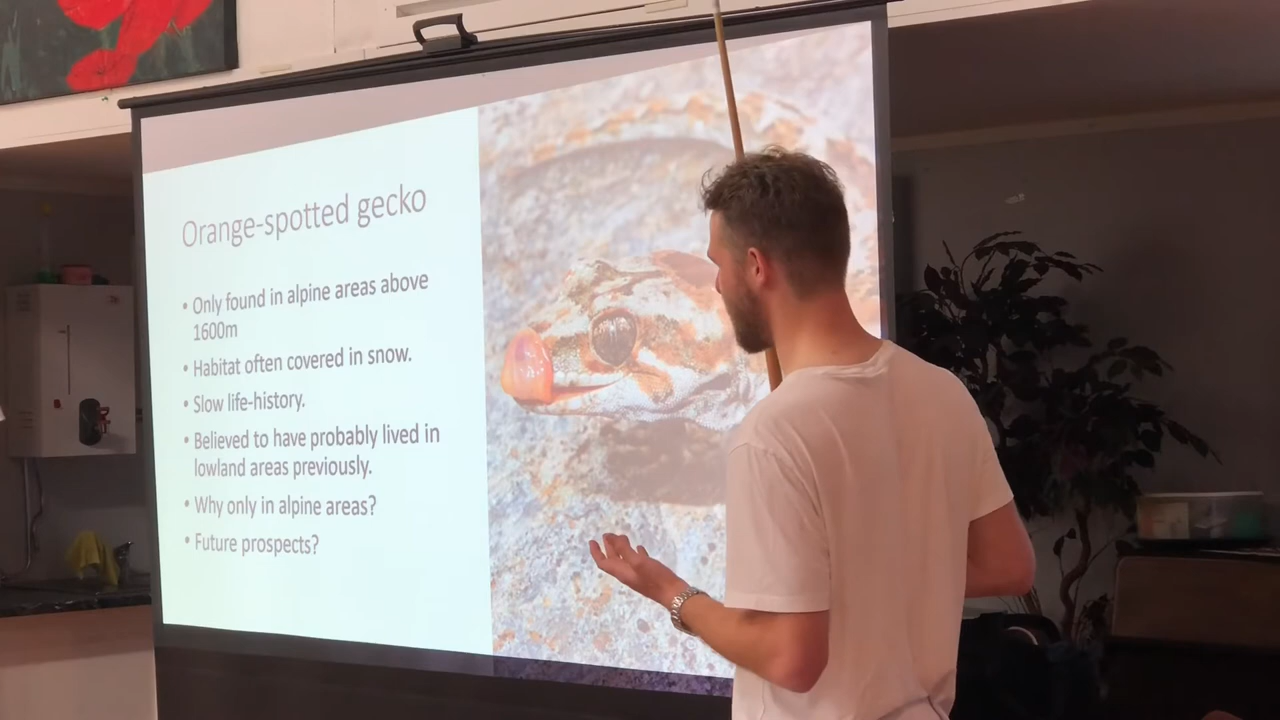 Orange-spotted gecko
• Only found in alpine areas above
1600m
• Habitat often covered in snow.
• Slow life-history.
• Believed to have probably lived in
lowland areas previously.
• Why only in alpine areas?
• Future prospects?